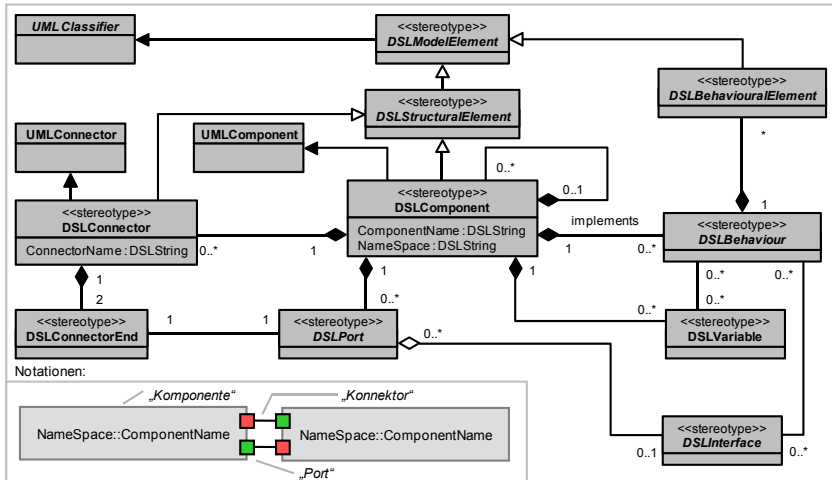 UMLClassifier
<<stereotype>>
DSLModelElement
<<stereotype>>
DSLBehaviouralElement
<<stereotype>>
DSLStructuralElement
UMLConnector
UMLComponent
*
0..*
0..1
<<stereotype>>
DSLConnector
ConnectorName : DSLString
<<stereotype>>
DSLComponent
ComponentName : DSLString
NameSpace : DSLString
implements
1
<<stereotype>>
DSLBehaviour
0..*
1
1
0..*
1
2
1
0..*
1
0..*
0..*
0..*
0..*
<<stereotype>>
DSLConnectorEnd
1
1
<<stereotype>>
DSLPort
0..*
<<stereotype>>
DSLVariable
Notationen:
„Komponente“
„Konnektor“
NameSpace::ComponentName
NameSpace::ComponentName
„Port“
<<stereotype>>
DSLInterface
0..1
0..*